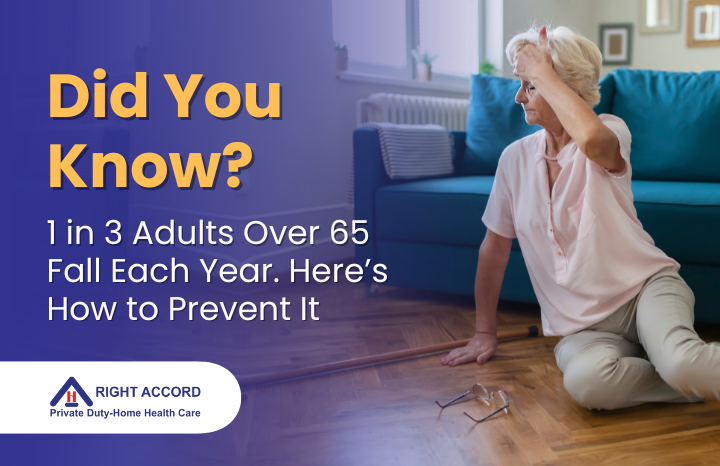 Did You
Know?
1 in 3 Adults Over 65
Fall Each Year. Here’s
How to Prevent It
H
RIGHT ACCORD
Private Duty-Home Health Care